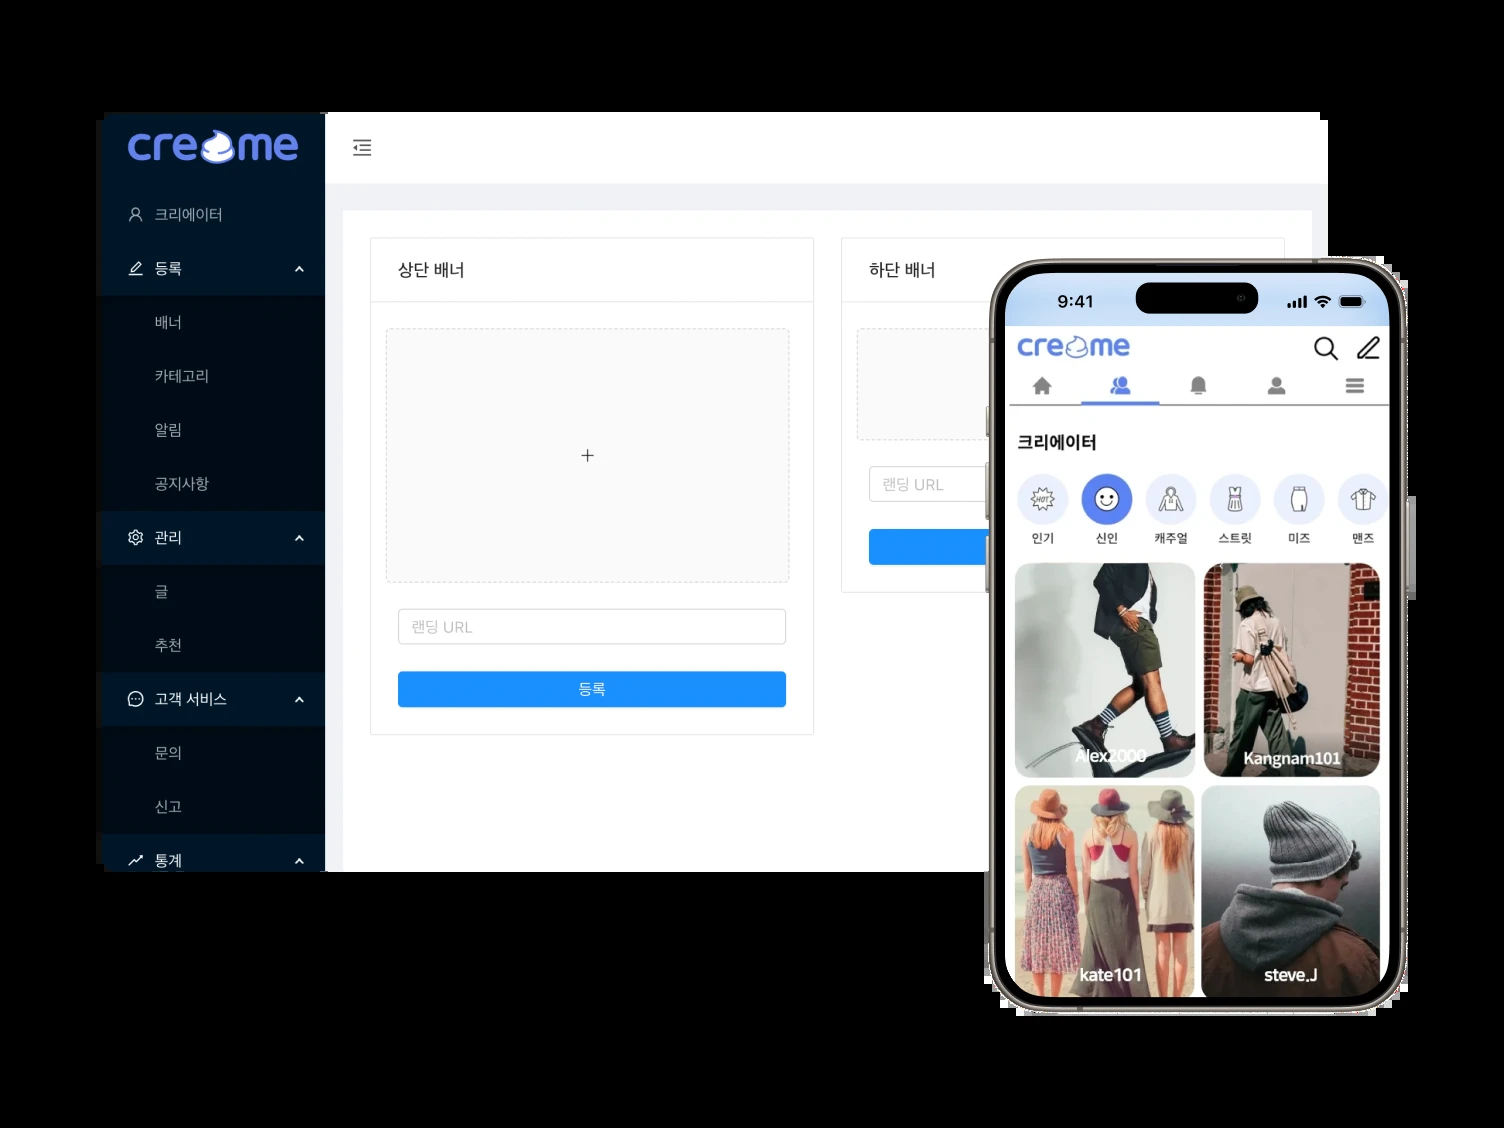 creme
크리에이터
등록
배너
카테고리
알림
공지사항
관리
글
추천
고객 서비스
문의
신고
통계
상단 배너
랜딩 URL
등록
하단 배너
랜딩 URL
9:41
creme
크리에이터
HOT
인기
신인
캐주얼
스트릿
미즈
맨즈
Alex2000
Kangnam101
kate101
steve.J